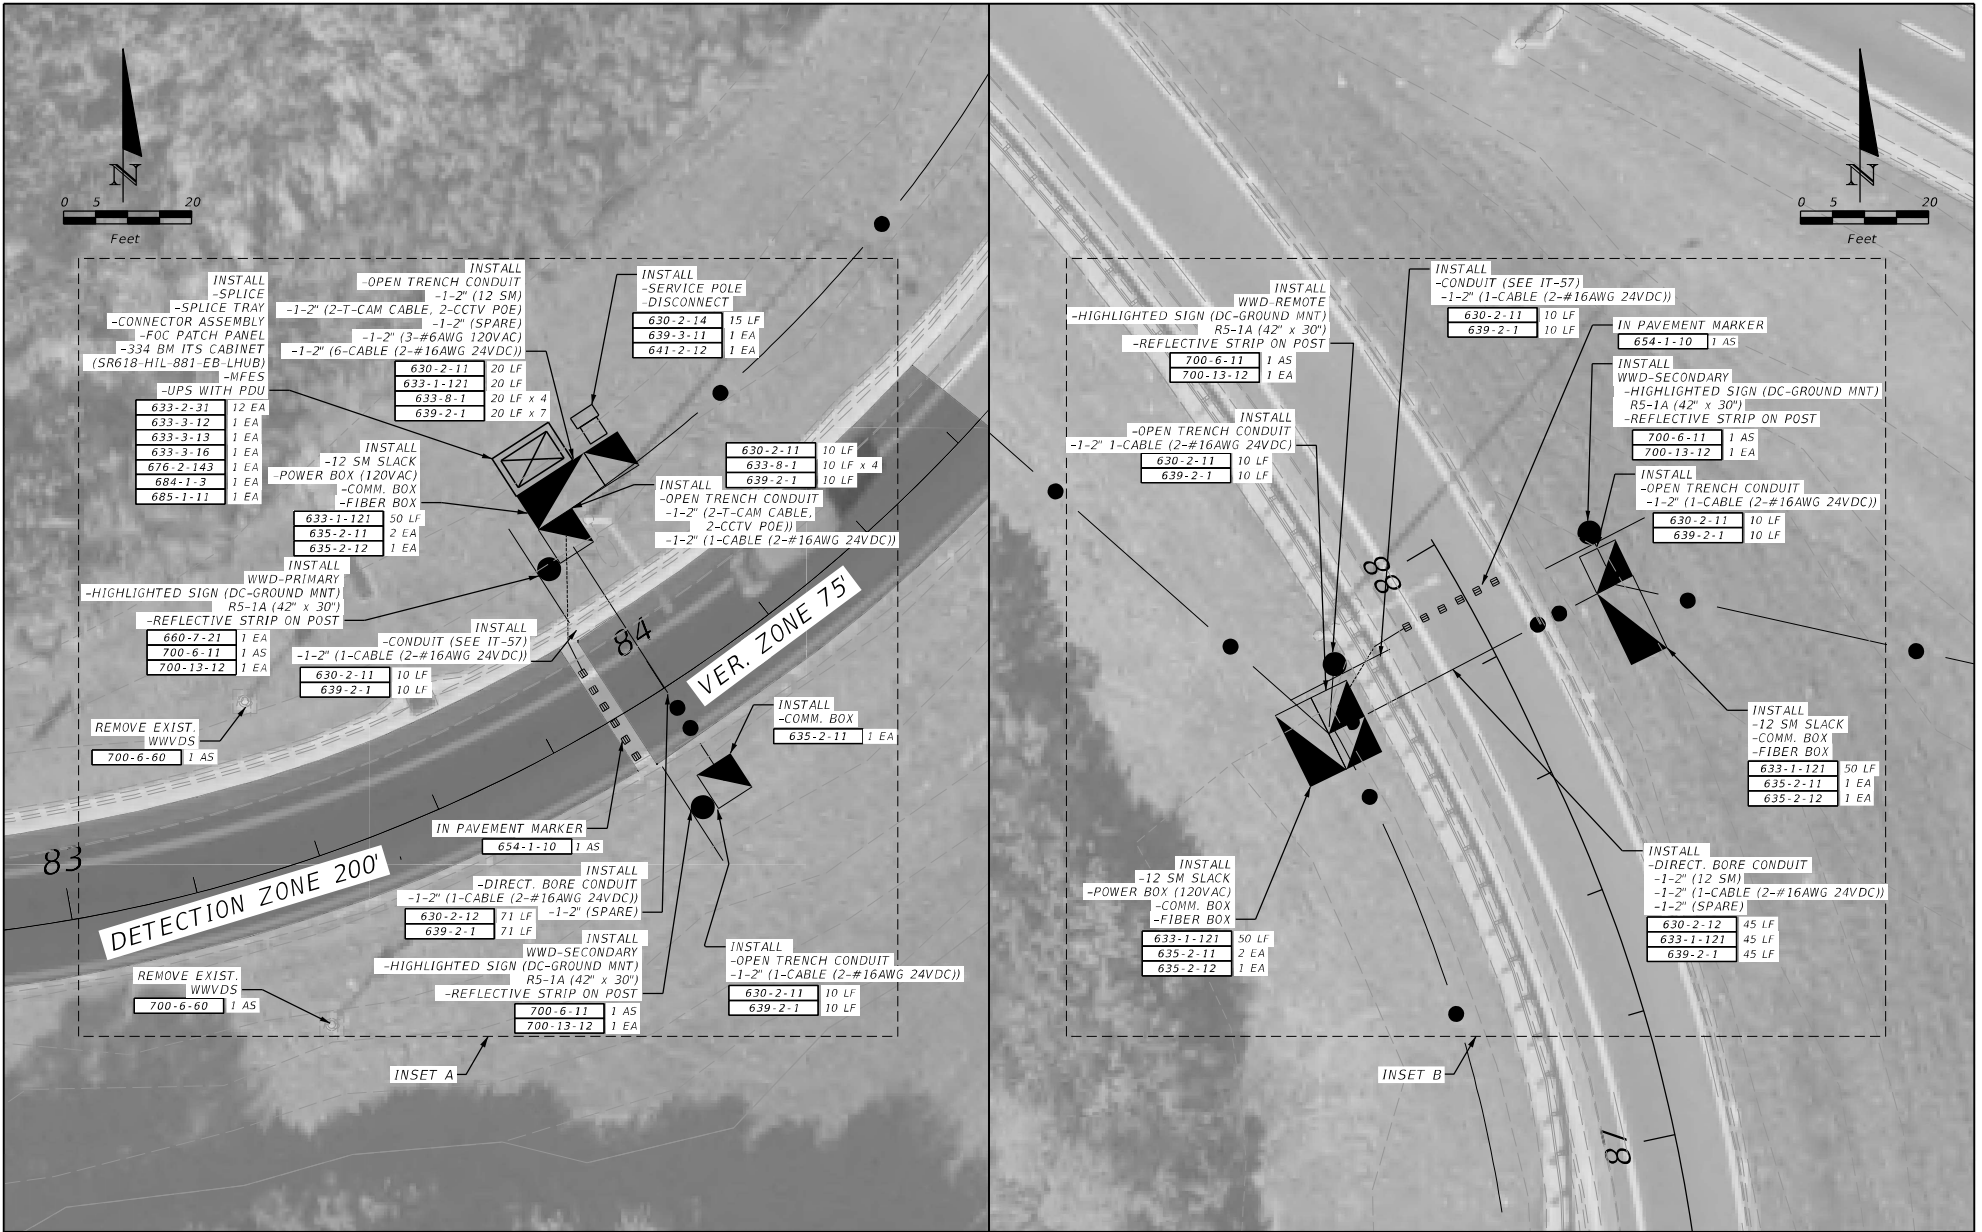 N
0 5 20
Feet
INSTALL
-SPLICE
-SPLICE TRAY
-CONNECTOR ASSEMBLY
-FOC PATCH PANEL
-334 BM ITS CABINET
(SR618-HIL-881-EB-LHUB)
-MFES
-UPS WITH PDU
633-2-31 12 EA
633-3-12 1 EA
633-3-13 1 EA
633-3-16 1 EA
676-2-143 1 EA
684-1-3 1 EA
685-1-11 1 EA
INSTALL
-OPEN TRENCH CONDUIT
-1-2" (12 SM)
-1-2" (2-T-CAM CABLE, 2-CCTV POE)
-1-2" (SPARE)
-1-2" (3-#6AWG 120VAC)
-1-2" (6-CABLE (2-#16AWG 24VDC))
630-2-11 20 LF
633-1-121 20 LF
633-8-1 20 LF x 4
639-2-1 20 LF x 7
INSTALL
-SERVICE POLE
-DISCONNECT
630-2-14 15 LF
639-3-11 1 EA
641-2-12 1 EA
INSTALL
-12 SM SLACK
-POWER BOX (120VAC)
-COMM. BOX
-FIBER BOX
633-1-121 50 LF
635-2-11 2 EA
635-2-12 1 EA
630-2-11 10 LF
633-8-1 10 LF x 4
639-2-1 10 LF
INSTALL
-OPEN TRENCH CONDUIT
-1-2" (2-T-CAM CABLE,
2-CCTV POE))
-1-2" (1-CABLE (2-#16AWG 24VDC))
INSTALL
WWD-PRIMARY
-HIGHLIGHTED SIGN (DC-GROUND MNT)
R5-1A (42" x 30")
-REFLECTIVE STRIP ON POST
660-7-21 1 EA
700-6-11 1 AS
700-13-12 1 EA
INSTALL
-CONDUIT (SEE IT-57)
-1-2" (1-CABLE (2-#16AWG 24VDC))
630-2-11 10 LF
639-2-1 10 LF
84
VER. ZONE 75'
REMOVE EXIST.
WWVDS
700-6-60 1 AS
INSTALL
-COMM. BOX
635-2-11 1 EA
IN PAVEMENT MARKER
654-1-10 1 AS
83
DETECTION ZONE 200'
INSTALL
-DIRECT. BORE CONDUIT
-1-2" (1-CABLE (2-#16AWG 24VDC))
-1-2" (SPARE)
630-2-12 71 LF
639-2-1 71 LF
INSTALL
WWD-SECONDARY
-HIGHLIGHTED SIGN (DC-GROUND MNT)
R5-1A (42" x 30")
-REFLECTIVE STRIP ON POST
700-6-11 1 AS
700-13-12 1 EA
INSTALL
-OPEN TRENCH CONDUIT
-1-2" (1-CABLE (2-#16AWG 24VDC))
630-2-11 10 LF
639-2-1 10 LF
REMOVE EXIST.
WWVDS
700-6-60 1 AS
INSET A
N
0 5 20
Feet
INSTALL
WWD-REMOTE
-HIGHLIGHTED SIGN (DC-GROUND MNT)
R5-1A (42" x 30")
-REFLECTIVE STRIP ON POST
700-6-11 1 AS
700-13-12 1 EA
INSTALL
-CONDUIT (SEE IT-57)
-1-2" (1-CABLE (2-#16AWG 24VDC))
630-2-11 10 LF
639-2-1 10 LF
IN PAVEMENT MARKER
654-1-10 1 AS
INSTALL
WWD-SECONDARY
-HIGHLIGHTED SIGN (DC-GROUND MNT)
R5-1A (42" x 30")
-REFLECTIVE STRIP ON POST
700-6-11 1 AS
700-13-12 1 EA
INSTALL
-OPEN TRENCH CONDUIT
-1-2" 1-CABLE (2-#16AWG 24VDC)
630-2-11 10 LF
639-2-1 10 LF
INSTALL
-OPEN TRENCH CONDUIT
-1-2" (1-CABLE (2-#16AWG 24VDC))
630-2-11 10 LF
639-2-1 10 LF
88
INSTALL
-12 SM SLACK
-COMM. BOX
-FIBER BOX
633-1-121 50 LF
635-2-11 1 EA
635-2-12 1 EA
INSTALL
-12 SM SLACK
-POWER BOX (120VAC)
-COMM. BOX
-FIBER BOX
633-1-121 50 LF
635-2-11 2 EA
635-2-12 1 EA
INSTALL
-DIRECT. BORE CONDUIT
-1-2" (12 SM)
-1-2" (1-CABLE (2-#16AWG 24VDC))
-1-2" (SPARE)
630-2-12 45 LF
633-1-121 45 LF
639-2-1 45 LF
INSET B
87